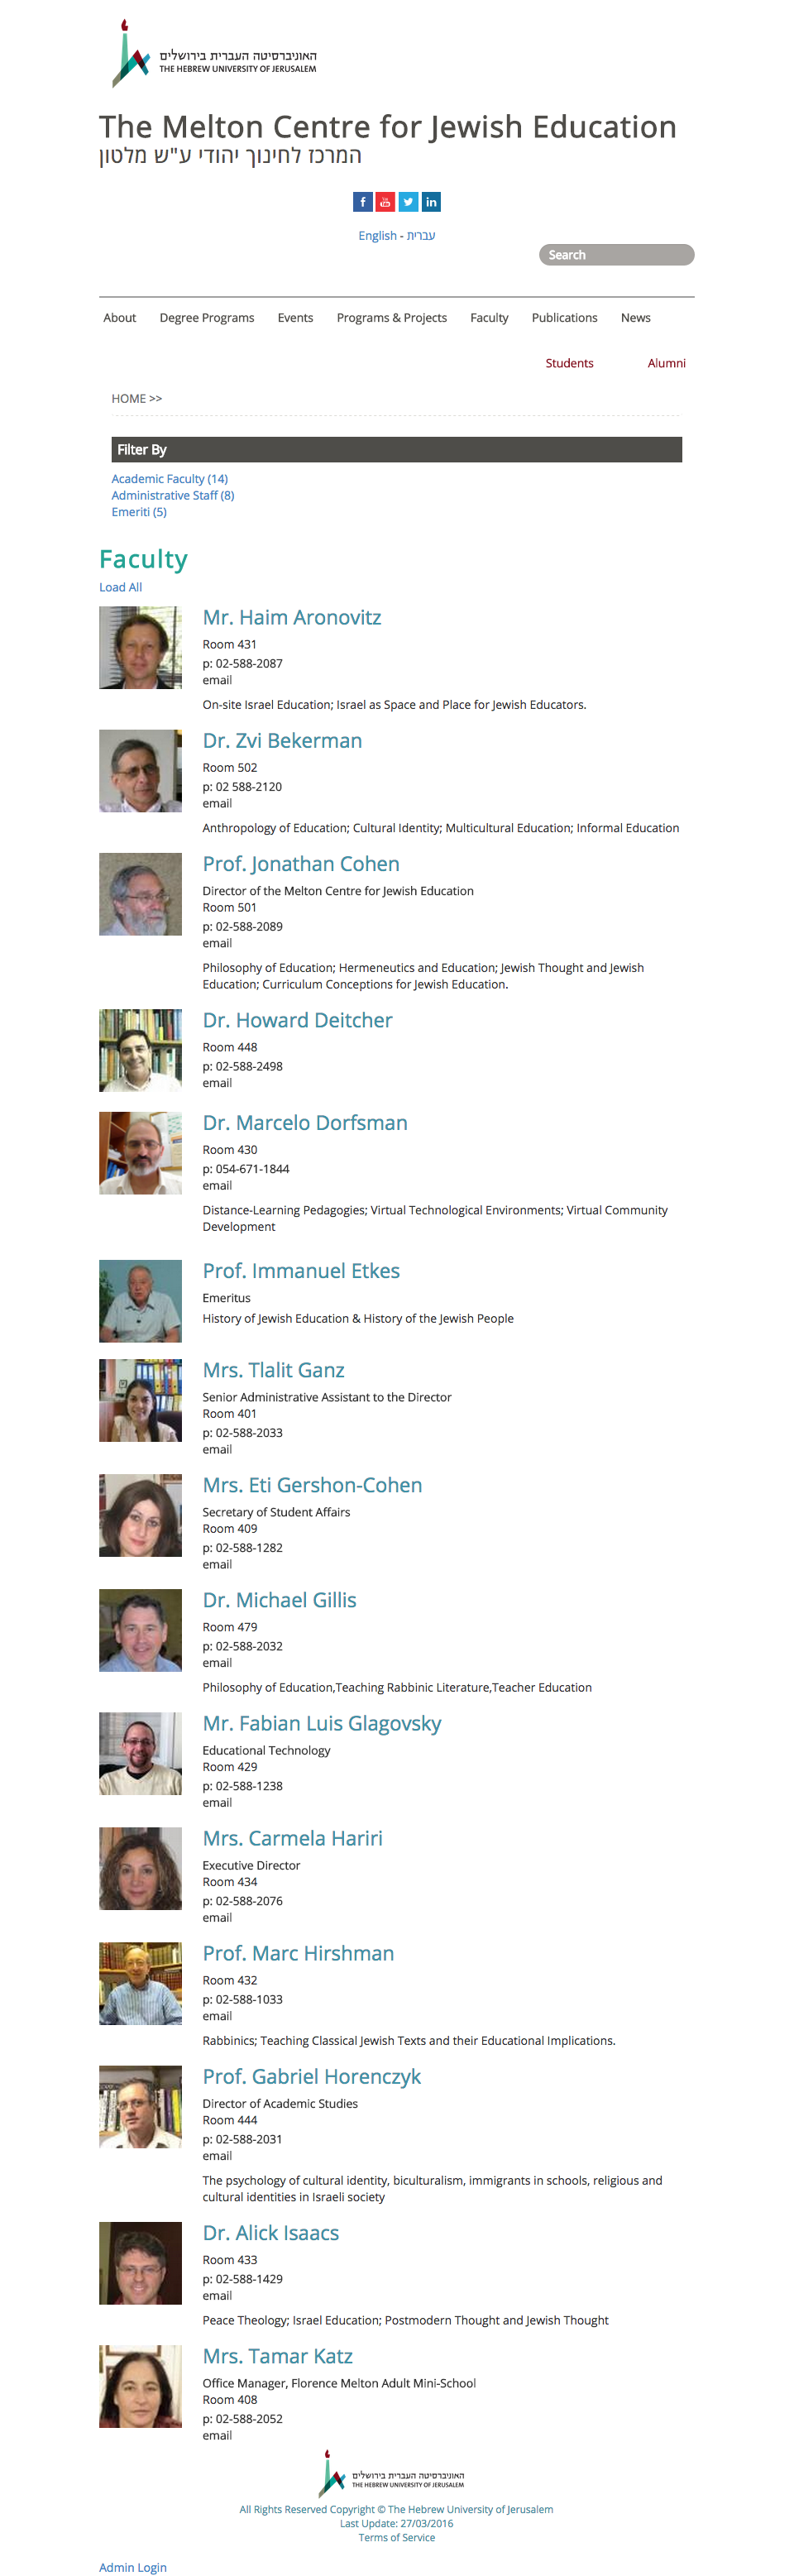 האוניברסיטה העברית בירושלים
THE HEBREW UNIVERSITY OF JERUSALEM
The Melton Centre for Jewish Education
המרכז לחינוך יהודי ע"ש מלטון
English - עברית
Search
About Degree Programs Events Programs & Projects Faculty Publications News
Students Alumni
HOME >>
Filter By
Academic Faculty (14)
Administrative Staff (8)
Emeriti (5)
Faculty
Load All
Mr. Haim Aronovitz
Room 431
p: 02-588-2087
email
On-site Israel Education; Israel as Space and Place for Jewish Educators.
Dr. Zvi Bekerman
Room 502
p: 02 588-2120
email
Anthropology of Education; Cultural Identity; Multicultural Education; Informal Education
Prof. Jonathan Cohen
Director of the Melton Centre for Jewish Education
Room 501
p: 02-588-2089
email
Philosophy of Education; Hermeneutics and Education; Jewish Thought and Jewish
Education; Curriculum Conceptions for Jewish Education.
Dr. Howard Deitcher
Room 448
p: 02-588-2498
email
Dr. Marcelo Dorfsman
Room 430
p: 054-671-1844
email
Distance-Learning Pedagogies; Virtual Technological Environments; Virtual Community
Development
Prof. Immanuel Etkes
Emeritus
History of Jewish Education & History of the Jewish People
Mrs. Tlalit Ganz
Senior Administrative Assistant to the Director
Room 401
p: 02-588-2033
email
Mrs. Eti Gershon-Cohen
Secretary of Student Affairs
Room 409
p: 02-588-1282
email
Dr. Michael Gillis
Room 479
p: 02-588-2032
email
Philosophy of Education,Teaching Rabbinic Literature,Teacher Education
Mr. Fabian Luis Glagovsky
Educational Technology
Room 429
p: 02-588-1238
email
Mrs. Carmela Hariri
Executive Director
Room 434
p: 02-588-2076
email
Prof. Marc Hirshman
Room 432
p: 02-588-1033
email
Rabbinics; Teaching Classical Jewish Texts and their Educational Implications.
Prof. Gabriel Horenczyk
Director of Academic Studies
Room 444
p: 02-588-2031
email
The psychology of cultural identity, biculturalism, immigrants in schools, religious and
cultural identities in Israeli society
Dr. Alick Isaacs
Room 433
p: 02-588-1429
email
Peace Theology; Israel Education; Postmodern Thought and Jewish Thought
Mrs. Tamar Katz
Office Manager, Florence Melton Adult Mini-School
Room 408
p: 02-588-2052
email
האוניברסיטה העברית בירושלים
THE HEBREW UNIVERSITY OF JERUSALEM
All Rights Reserved Copyright © The Hebrew University of Jerusalem
Last Update: 27/03/2016
Terms of Service
Admin Login